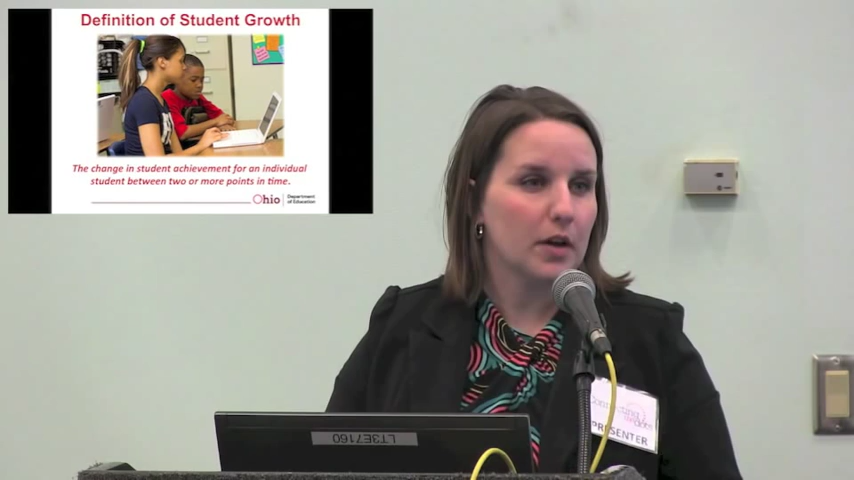 Definition of Student Growth
The change in student achievement for an individual
student between two or more points in time.
Ohio Department
of Education
LT3E7160
Connecting
PRESENTER